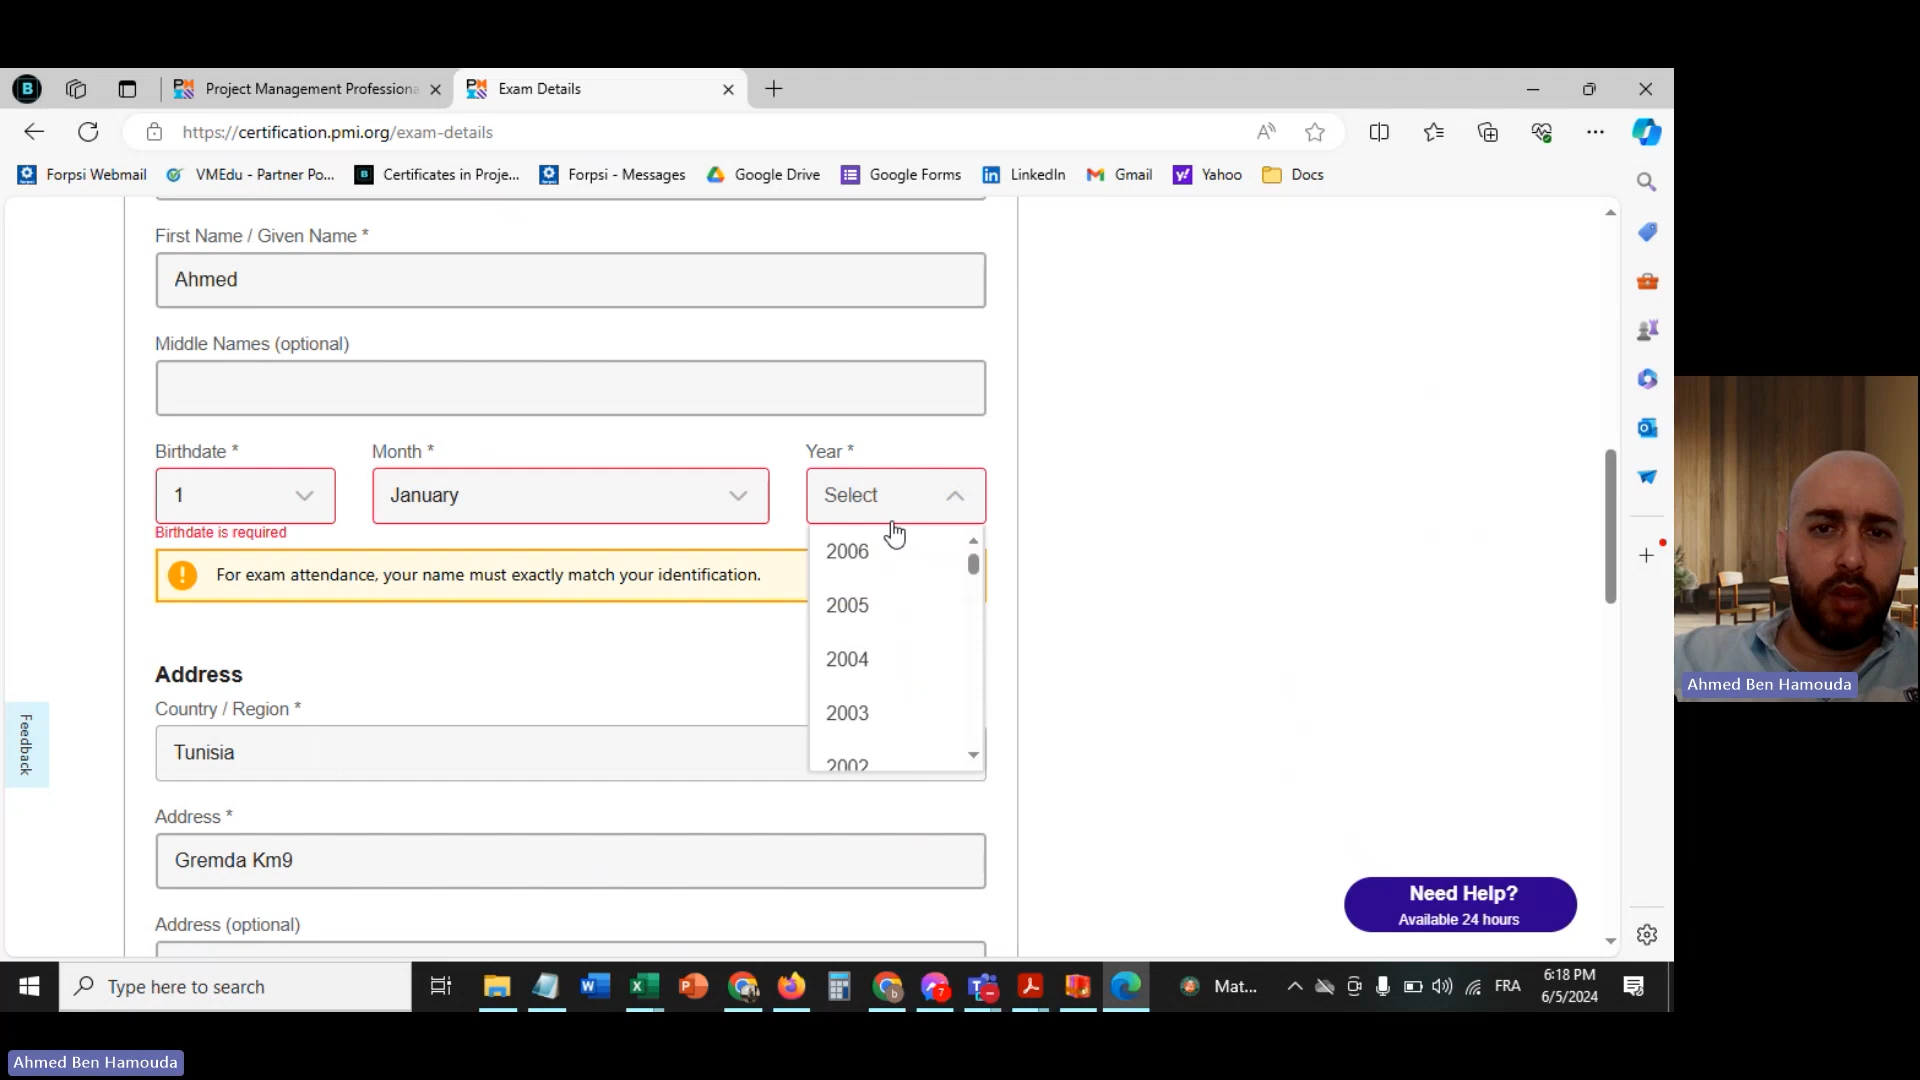 B
Project Management Professiona
Exam Details
https://certification.pmi.org/exam-details
Forpsi Webmail
VMEdu - Partner Po...
B
Certificates in Proje...
Forpsi - Messages
Google Drive
Google Forms
LinkedIn
Gmail
Yahoo
Docs
First Name / Given Name *
Ahmed
Middle Names (optional)
Birthdate *
Month *
Year *
1
January
Select
Birthdate is required
2006
For exam attendance, your name must exactly match your identification.
2005
2004
2003
2002
Address
Country / Region *
Tunisia
Address *
Gremda Km9
Address (optional)
Feedback
Need Help?
Available 24 hours
Ahmed Ben Hamouda
Type here to search
Mat...
FRA
6:18 PM
6/5/2024
Ahmed Ben Hamouda